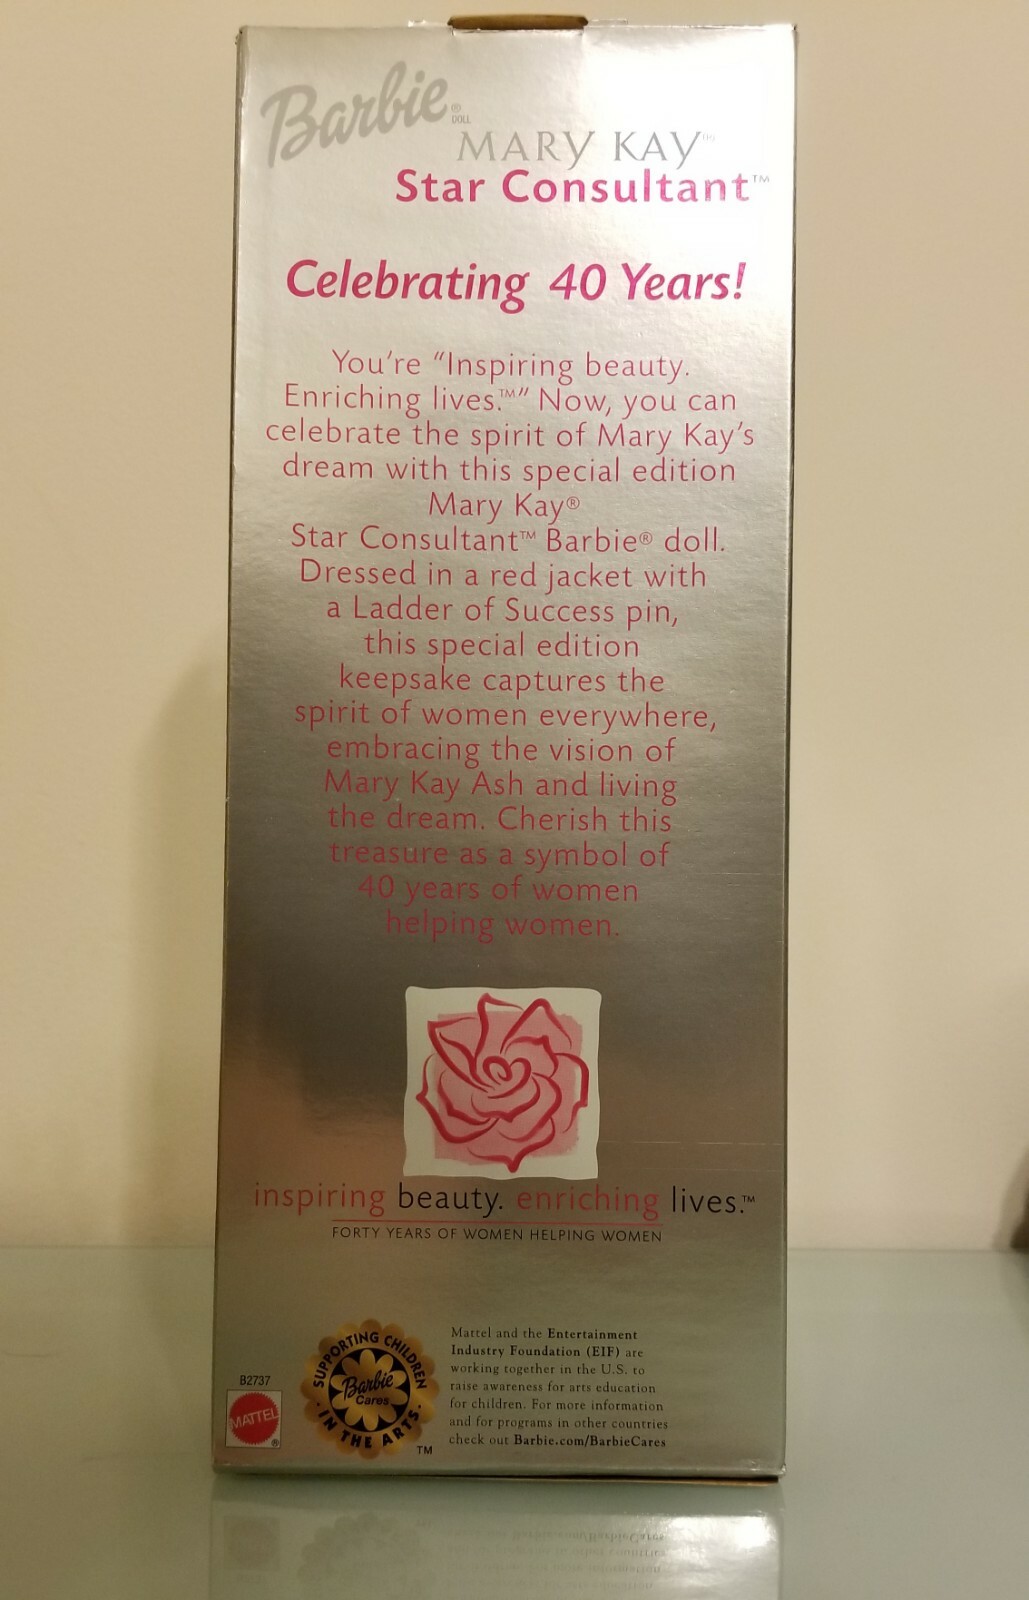 Barbie®
DOLL
MARY KAY™
Star Consultant™
Celebrating 40 Years!
You're "Inspiring beauty.
Enriching lives.™" Now, you can
celebrate the spirit of Mary Kay's
dream with this special edition
Mary Kay®
Star Consultant™ Barbie® doll.
Dressed in a red jacket with
a Ladder of Success pin,
this special edition
keepsake captures the
spirit of women everywhere,
embracing the vision of
Mary Kay Ash and living
the dream. Cherish this
treasure as a symbol of
40 years of women
helping women.
inspiring beauty. enriching lives.™
FORTY YEARS OF WOMEN HELPING WOMEN
B2737
MATTEL®
SUPPORTING CHILDREN
Barbie
Cares
· IN THE ARTS. ·
™
Mattel and the Entertainment
Industry Foundation (EIF) are
working together in the U.S. to
raise awareness for arts education
for children. For more information
and for programs in other countries
check out Barbie.com/BarbieCares